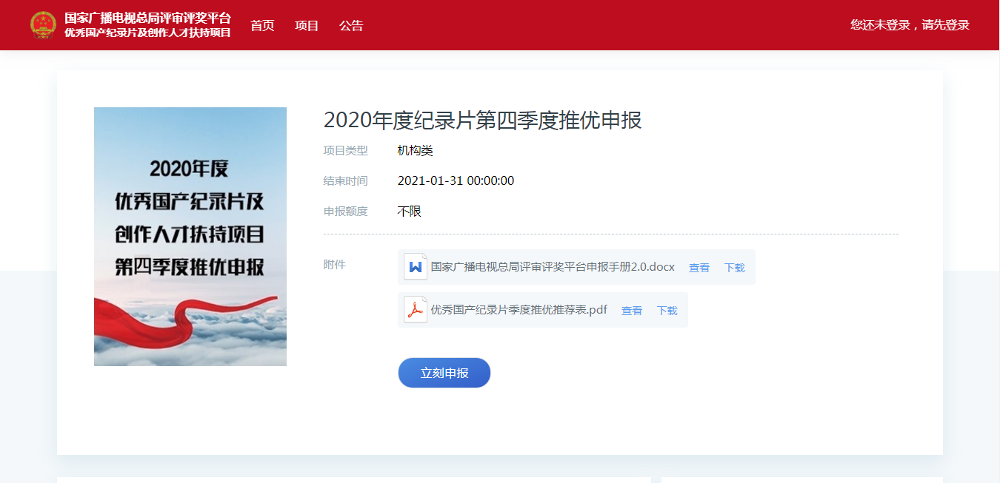 国家广播电视总局评审评奖平台
优秀国产纪录片及创作人才扶持项目
首页 项目 公告
您还未登录，请先登录
2020年度
优秀国产纪录片及
创作人才扶持项目
第四季度推优申报
2020年度纪录片第四季度推优申报
项目类型 机构类
结束时间 2021-01-31 00:00:00
申报额度 不限
附件
国家广播电视总局评审评奖平台申报手册2.0.docx 查看 下载
优秀国产纪录片季度推优推荐表.pdf 查看 下载
立刻申报